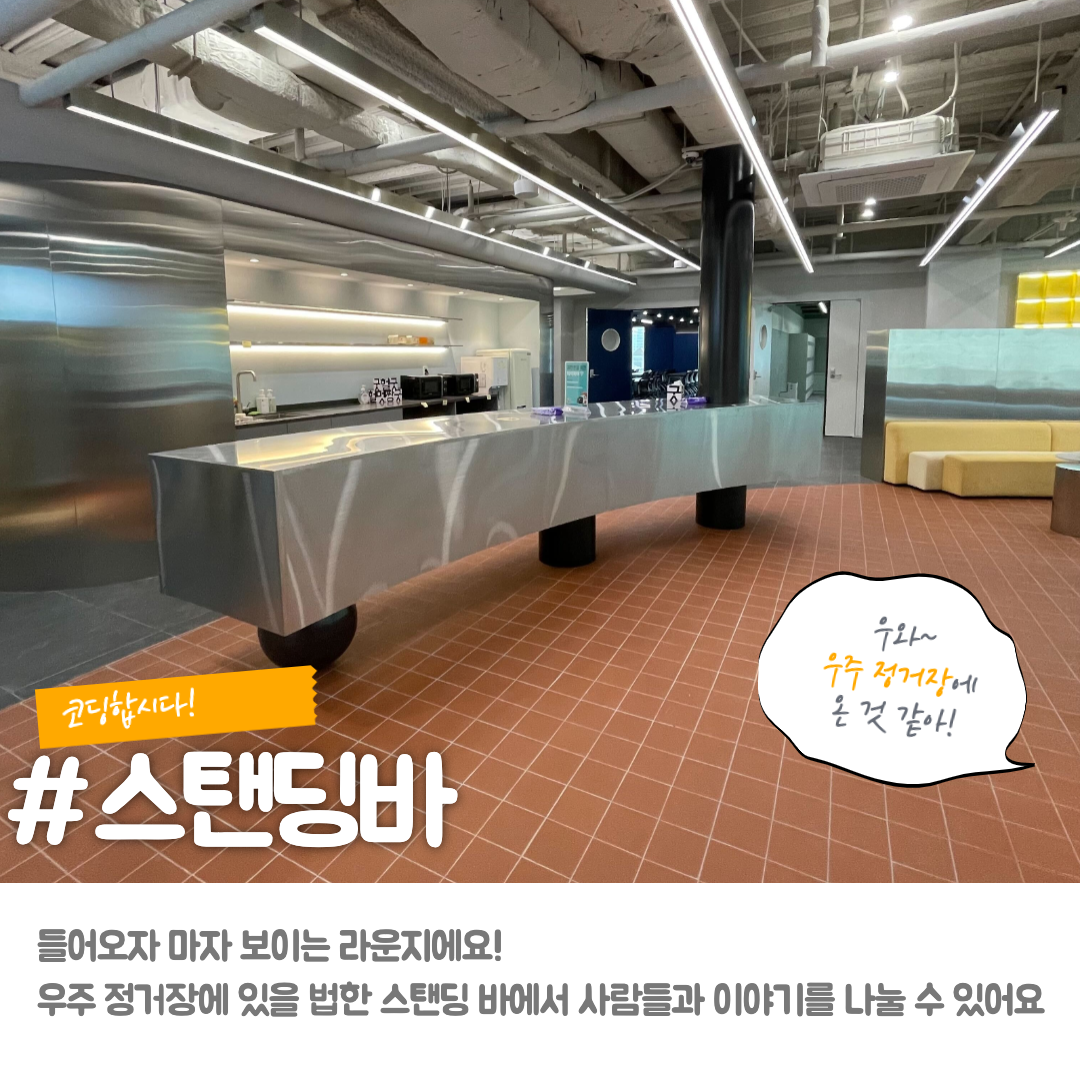 우와~
우주 정거장에
온 것 같아!
코딩합시다!
#스탠딩바
들어오자 마자 보이는 라운지에요!
우주 정거장에 있을 법한 스탠딩 바에서 사람들과 이야기를 나눌 수 있어요